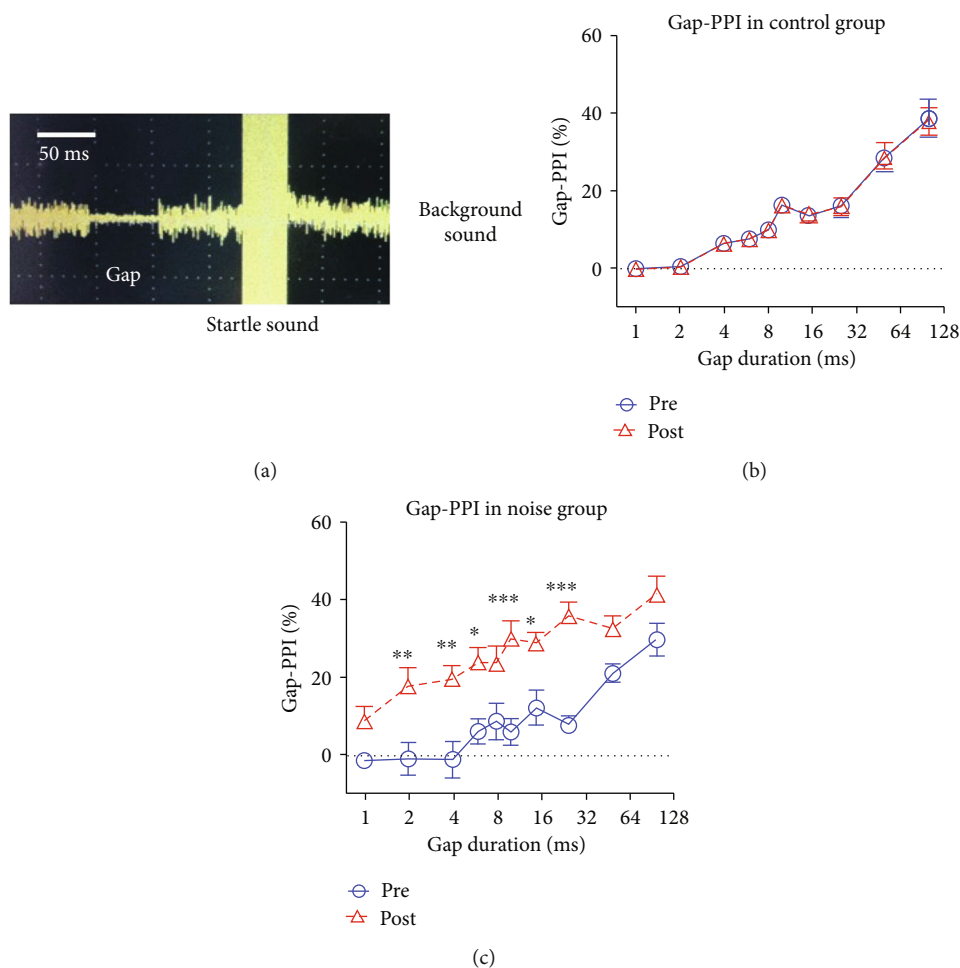 50 ms
Gap
Background
sound
Startle sound
(a)
Gap-PPI in control group
Gap-PPI (%)
60
40
20
0
1 2 4 8 16 32 64 128
Gap duration (ms)
Pre
Post
(b)
Gap-PPI in noise group
Gap-PPI (%)
60
40
20
0
** ** * *** * ***
1 2 4 8 16 32 64 128
Gap duration (ms)
Pre
Post
(c)